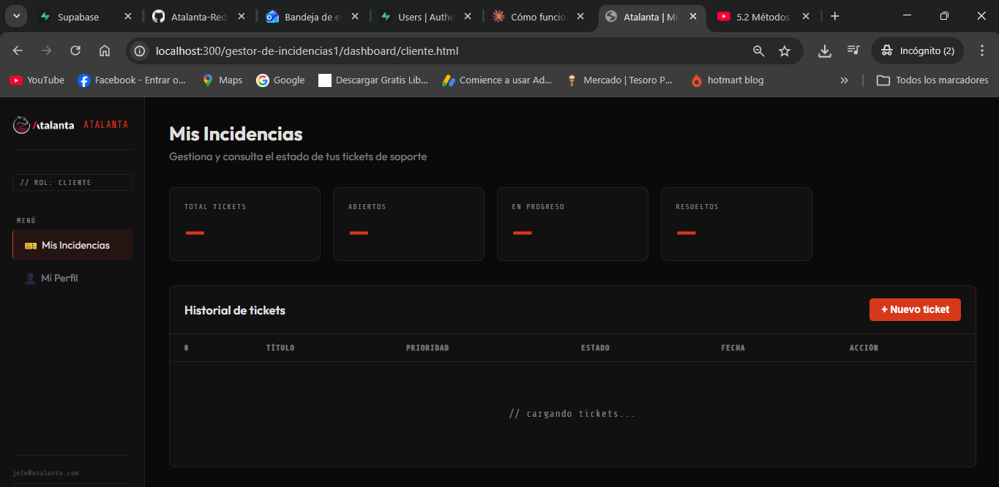 Supabase
Atalanta-Red
Bandeja de e
Users | Authe
Cómo funcio
Atalanta | Mi
5.2 Métodos
localhost:300/gestor-de-incidencias1/dashboard/cliente.html
Incógnito (2)
YouTube
Facebook - Entrar o...
Maps
Google
Descargar Gratis Lib...
Comience a usar Ad...
Mercado | Tesoro P...
hotmart blog
»
Todos los marcadores
Atalanta ATALANTA
// ROL: CLIENTE
MENÚ
Mis Incidencias
Mi Perfil
jefe@atalanta.com
Mis Incidencias
Gestiona y consulta el estado de tus tickets de soporte
TOTAL TICKETS
—
ABIERTOS
—
EN PROGRESO
—
RESUELTOS
—
Historial de tickets
+ Nuevo ticket
# TÍTULO PRIORIDAD ESTADO FECHA ACCIÓN
// cargando tickets...